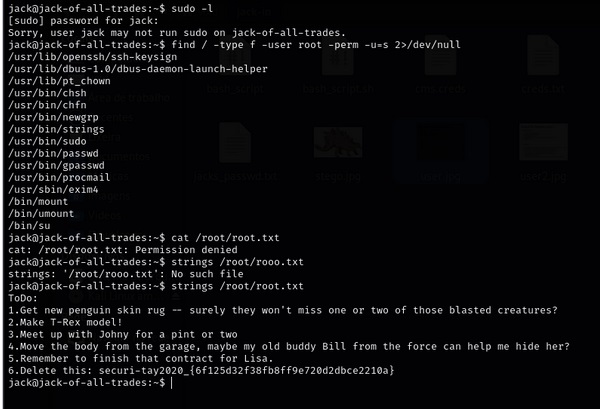 jack@jack-of-all-trades:~$ sudo -l
[sudo] password for jack:
Sorry, user jack may not run sudo on jack-of-all-trades.
jack@jack-of-all-trades:~$ find / -type f -user root -perm -u=s 2>/dev/null
/usr/lib/openssh/ssh-keysign
/usr/lib/dbus-1.0/dbus-daemon-launch-helper
/usr/lib/pt_chown
/usr/bin/chsh
/usr/bin/chfn
/usr/bin/newgrp
/usr/bin/strings
/usr/bin/sudo
/usr/bin/passwd
/usr/bin/gpasswd
/usr/bin/procmail
/usr/sbin/exim4
/bin/mount
/bin/umount
/bin/su
jack@jack-of-all-trades:~$ cat /root/root.txt
cat: /root/root.txt: Permission denied
jack@jack-of-all-trades:~$ strings /root/rooo.txt
strings: '/root/rooo.txt': No such file
jack@jack-of-all-trades:~$ strings /root/root.txt
ToDo:
1.Get new penguin skin rug -- surely they won't miss one or two of those blasted creatures?
2.Make T-Rex model!
3.Meet up with Johny for a pint or two
4.Move the body from the garage, maybe my old buddy Bill from the force can help me hide her?
5.Remember to finish that contract for Lisa.
6.Delete this: securi-tay2020_{6f125d32f38fb8ff9e720d2dbce2210a}
jack@jack-of-all-trades:~$